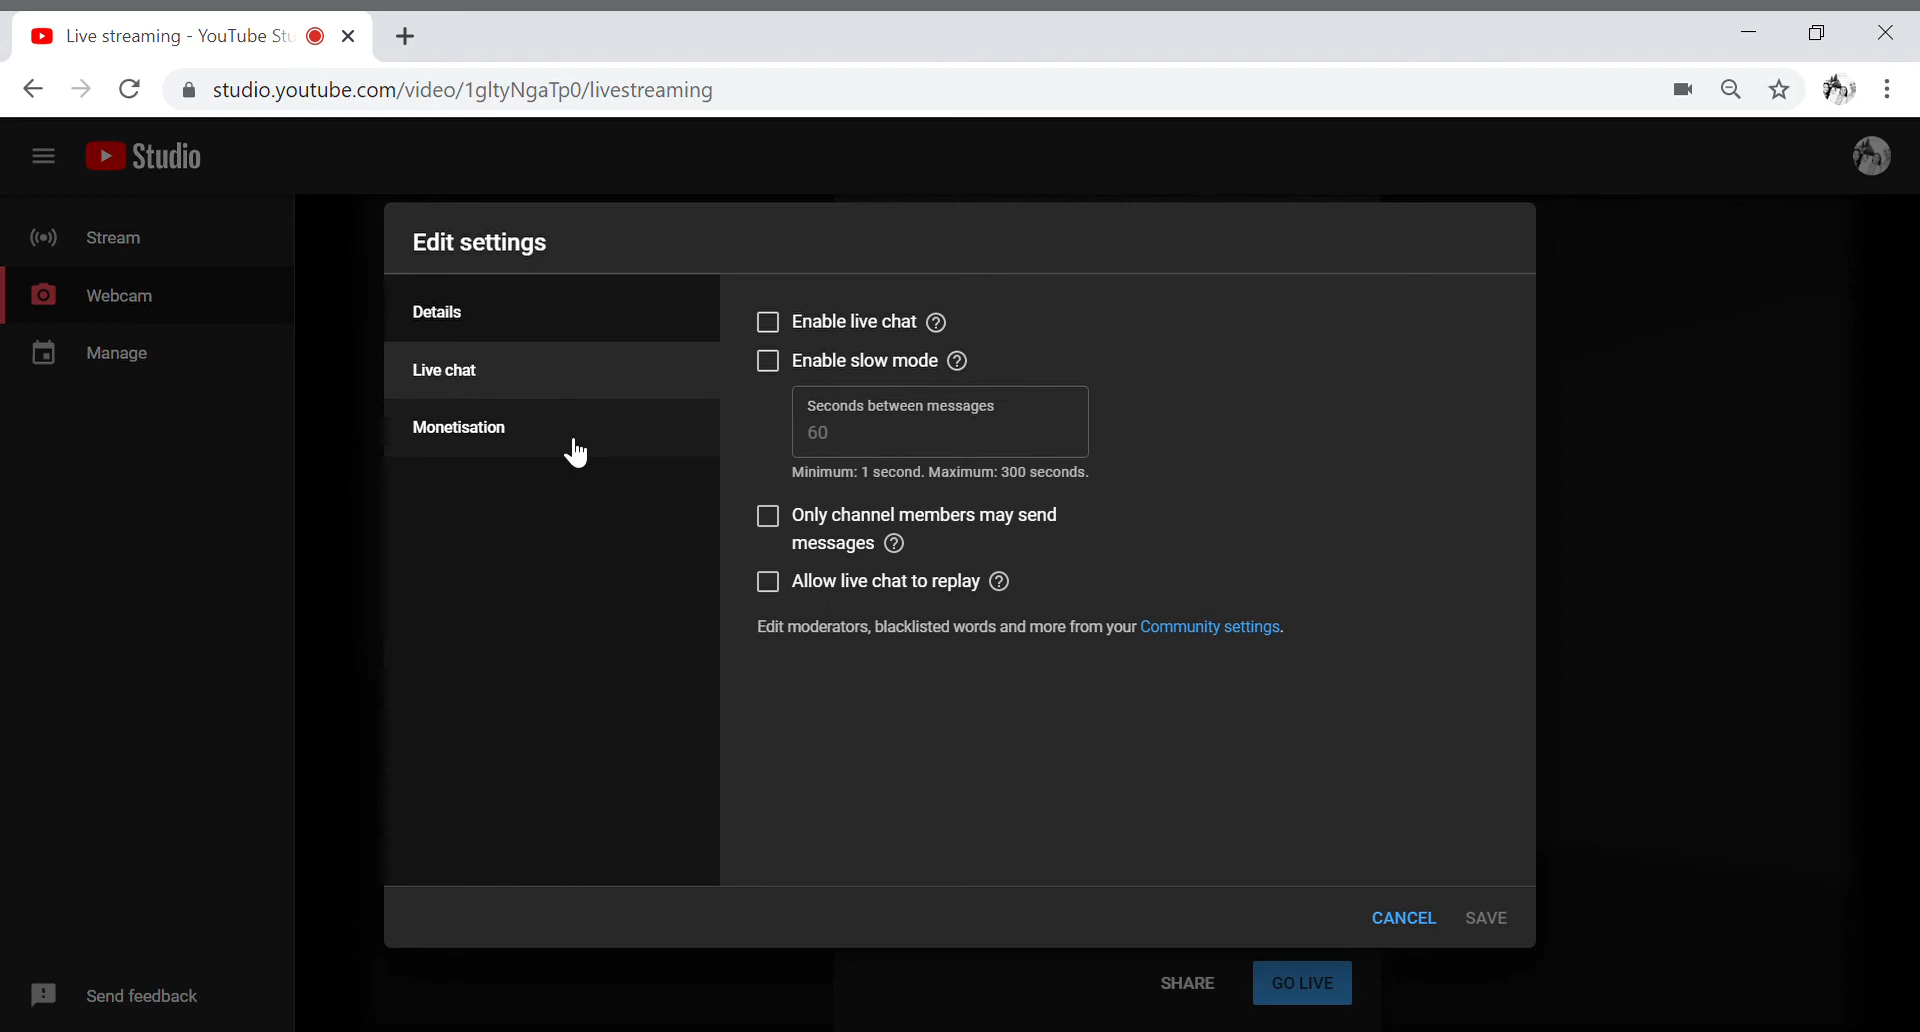 Live streaming - YouTube Stu
studio.youtube.com/video/1gltyNgaTp0/livestreaming
Studio
Stream
Webcam
Manage
Send feedback
Edit settings
Details
Live chat
Monetisation
Enable live chat
Enable slow mode
Seconds between messages
60
Minimum: 1 second. Maximum: 300 seconds.
Only channel members may send
messages
Allow live chat to replay
Edit moderators, blacklisted words and more from your Community settings.
CANCEL SAVE
SHARE GO LIVE